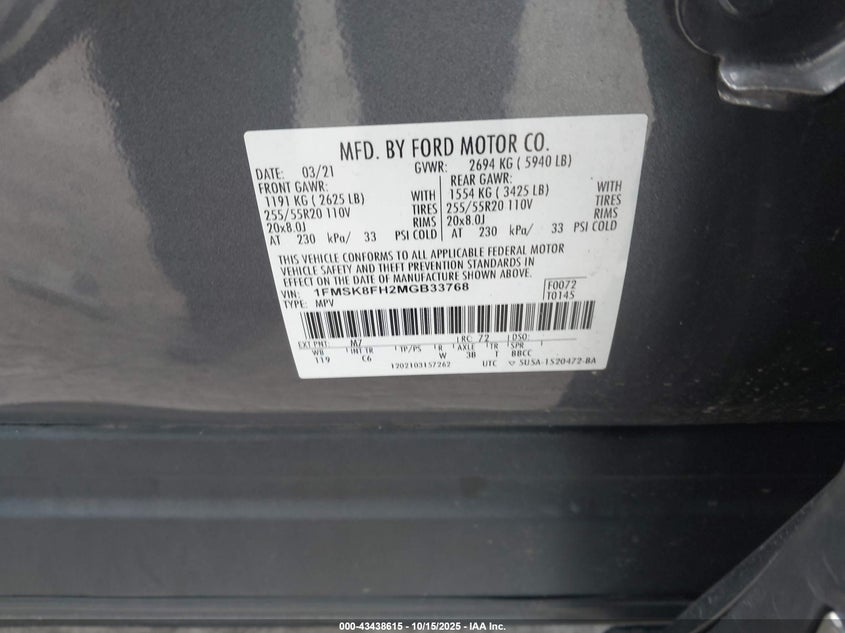 MFD. BY FORD MOTOR CO.
DATE: 03/21 GVWR: 2694 KG ( 5940 LB)
FRONT GAWR: REAR GAWR:
1191 KG ( 2625 LB) WITH 1554 KG ( 3425 LB) WITH
255/55R20 110V TIRES 255/55R20 110V TIRES
20x8.0J RIMS 20x8.0J RIMS
AT 230 kPa/ 33 PSI COLD AT 230 kPa/ 33 PSI COLD
THIS VEHICLE CONFORMS TO ALL APPLICABLE FEDERAL MOTOR
VEHICLE SAFETY AND THEFT PREVENTION STANDARDS IN
EFFECT ON THE DATE OF MANUFACTURE SHOWN ABOVE.
VIN: 1FMSK8FH2MGB33768 F0072
TYPE: MPV T0145
EXT PNT: M7 RC: 72 DSO:
WB INT TR TP/PS R AXLE TR SPR
119 C6 W 3B T BBCC
1202103157262 UTC 5U5A-1520472-BA
000-43438615 - 10/15/2025 - IAA Inc.